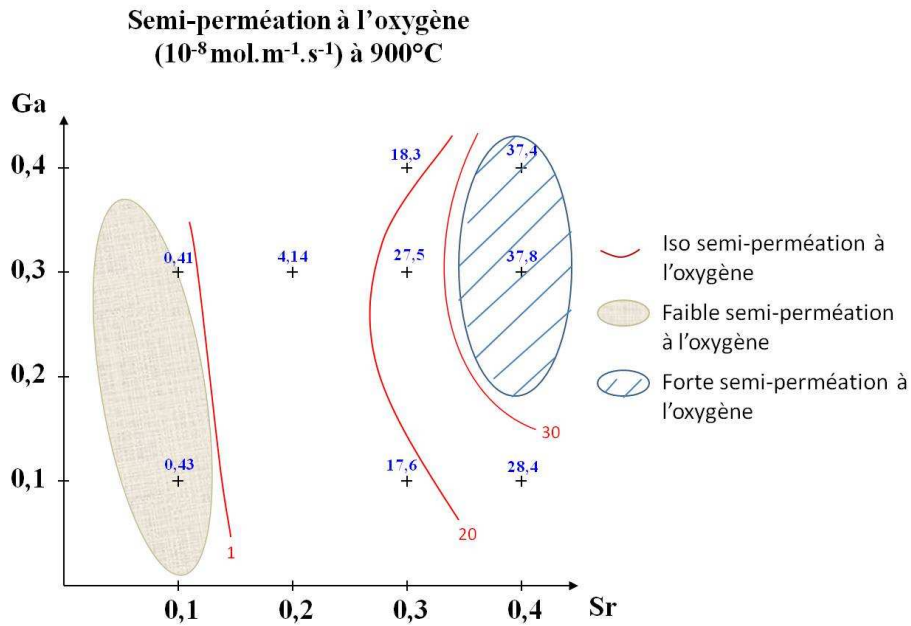 Semi-perméation à l'oxygène
(10⁻⁸ mol.m⁻¹.s⁻¹) à 900°C
Ga
0,4
18,3
37,4
0,3
0,41
4,14
27,5
37,8
Iso semi-perméation à
l'oxygène
Faible semi-perméation
à l'oxygène
Forte semi-perméation à
l'oxygène
0,2
30
0,1
0,43
17,6
28,4
1
20
0,1
0,2
0,3
0,4
Sr